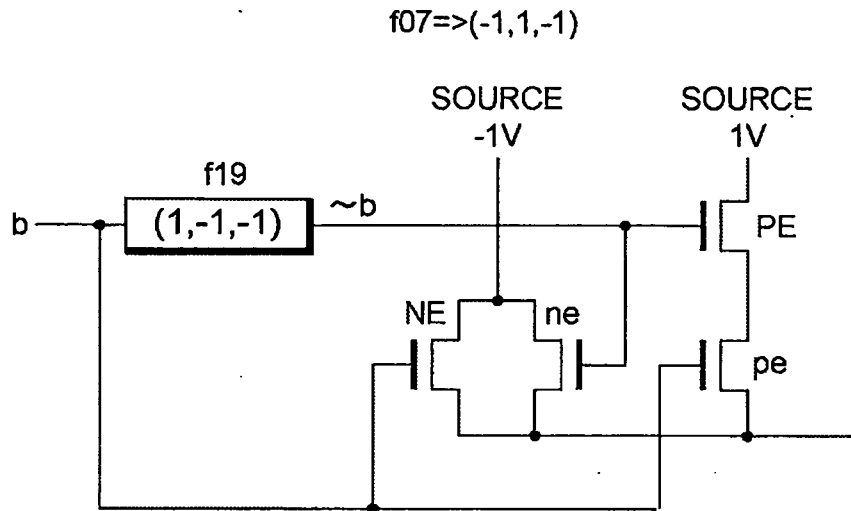 f07=>(-1,1,-1)
SOURCE
-1V
SOURCE
1V
f19
b
(1,-1,-1)
~b
PE
NE
ne
pe